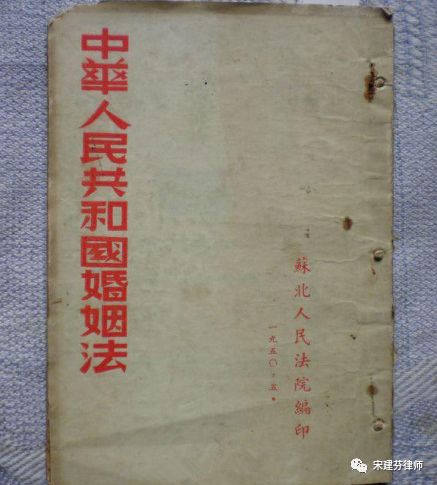 中華人民共和國婚姻法
蘇北人民法院編印
一九五〇·五·
宋建芬律师